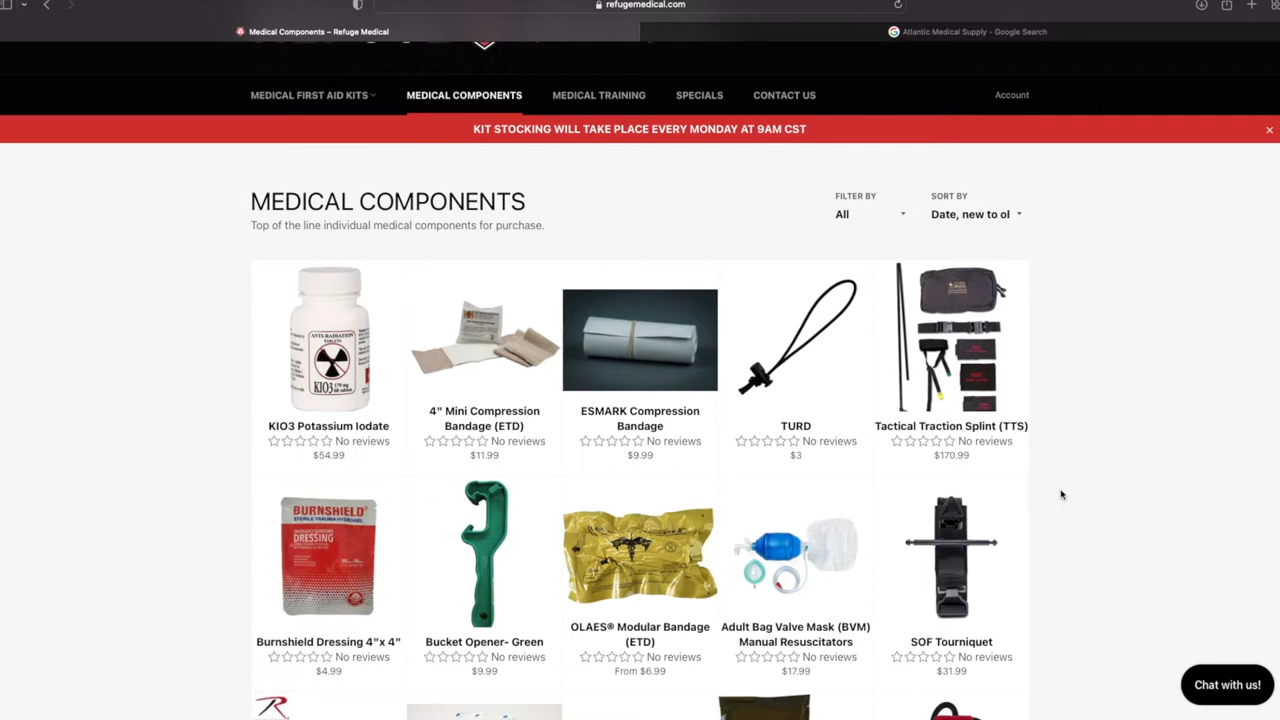 refugemedical.com
Medical Components – Refuge Medical
Atlantic Medical Supply - Google Search
MEDICAL FIRST AID KITS
MEDICAL COMPONENTS
MEDICAL TRAINING
SPECIALS
CONTACT US
Account
KIT STOCKING WILL TAKE PLACE EVERY MONDAY AT 9AM CST
MEDICAL COMPONENTS
Top of the line individual medical components for purchase.
FILTER BY
All
SORT BY
Date, new to ol
ANTI-RADIATION
TABLETS
KIO3
KIO3 Potassium Iodate
No reviews
$54.99
4" Mini Compression
Bandage (ETD)
No reviews
$11.99
ESMARK Compression
Bandage
No reviews
$9.99
TURD
No reviews
$3
Tactical Traction Splint (TTS)
No reviews
$170.99
BURNSHIELD
STERILE TRAUMA HYDROGEL
EMERGENCY BURNCARE
DRESSING
Burnshield Dressing 4"x 4"
No reviews
$4.99
Bucket Opener- Green
No reviews
$9.99
OLAES® Modular Bandage
(ETD)
No reviews
From $6.99
Adult Bag Valve Mask (BVM)
Manual Resuscitators
No reviews
$17.99
SOF Tourniquet
No reviews
$31.99
R
Chat with us!